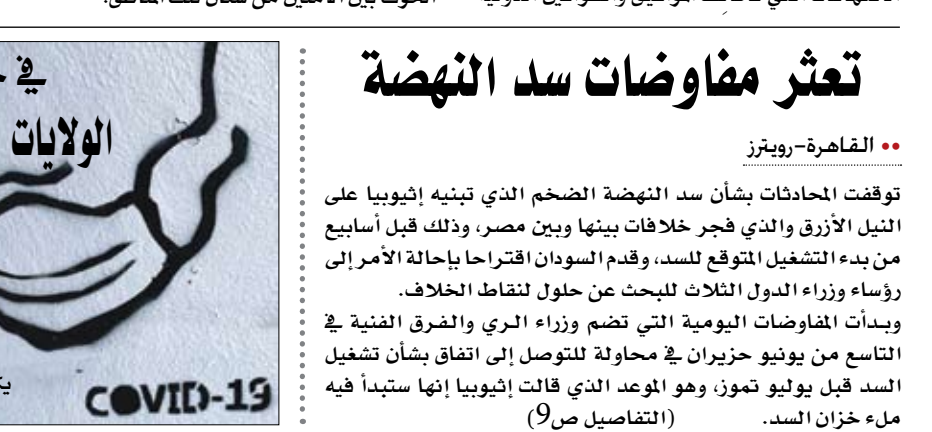 تعثر مفاوضات سد النهضة
•• القاهرة-رويترز
توقفت المحادثات بشأن سد النهضة الضخم الذي تبنيه إثيوبيا على
النيل الأزرق والذي فجر خلافات بينها وبين مصر، وذلك قبل أسابيع
من بدء التشغيل المتوقع للسد، وقدم السودان اقتراحا بإحالة الأمر إلى
رؤساء وزراء الدول الثلاث للبحث عن حلول لنقاط الخلاف.
وبدأت المفاوضات اليومية التي تضم وزراء الري والفرق الفنية في
التاسع من يونيو حزيران في محاولة للتوصل إلى اتفاق بشأن تشغيل
السد قبل يوليو تموز، وهو الموعد الذي قالت إثيوبيا إنها ستبدأ فيه
ملء خزان السد. (التفاصيل ص9)
في
الولايات
COVID-19